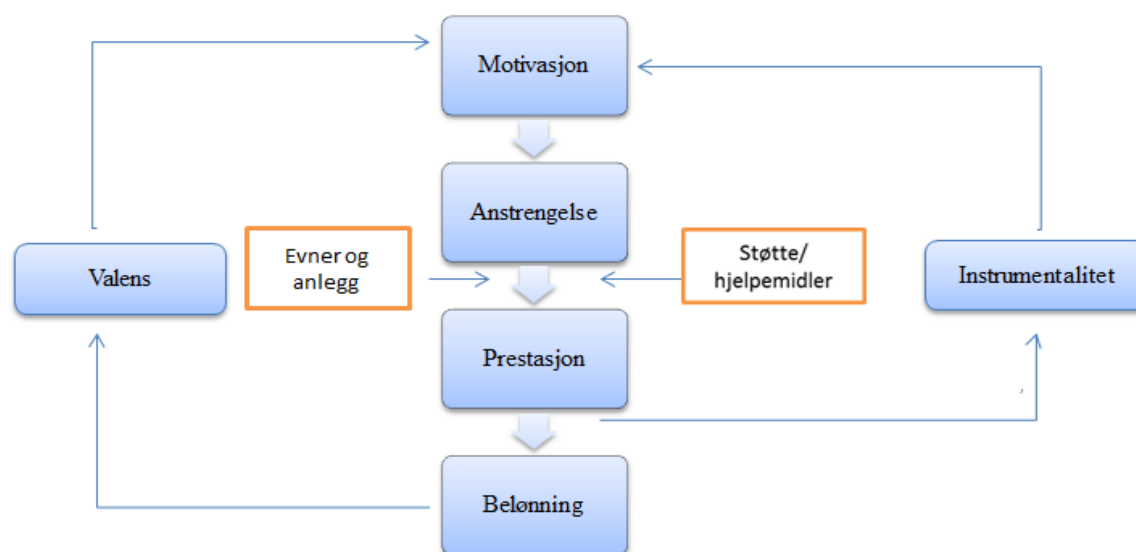 Motivasjon
Anstrengelse
Valens
Evner og
anlegg
Støtte/
hjelpemidler
Instrumentalitet
Prestasjon
Belønning